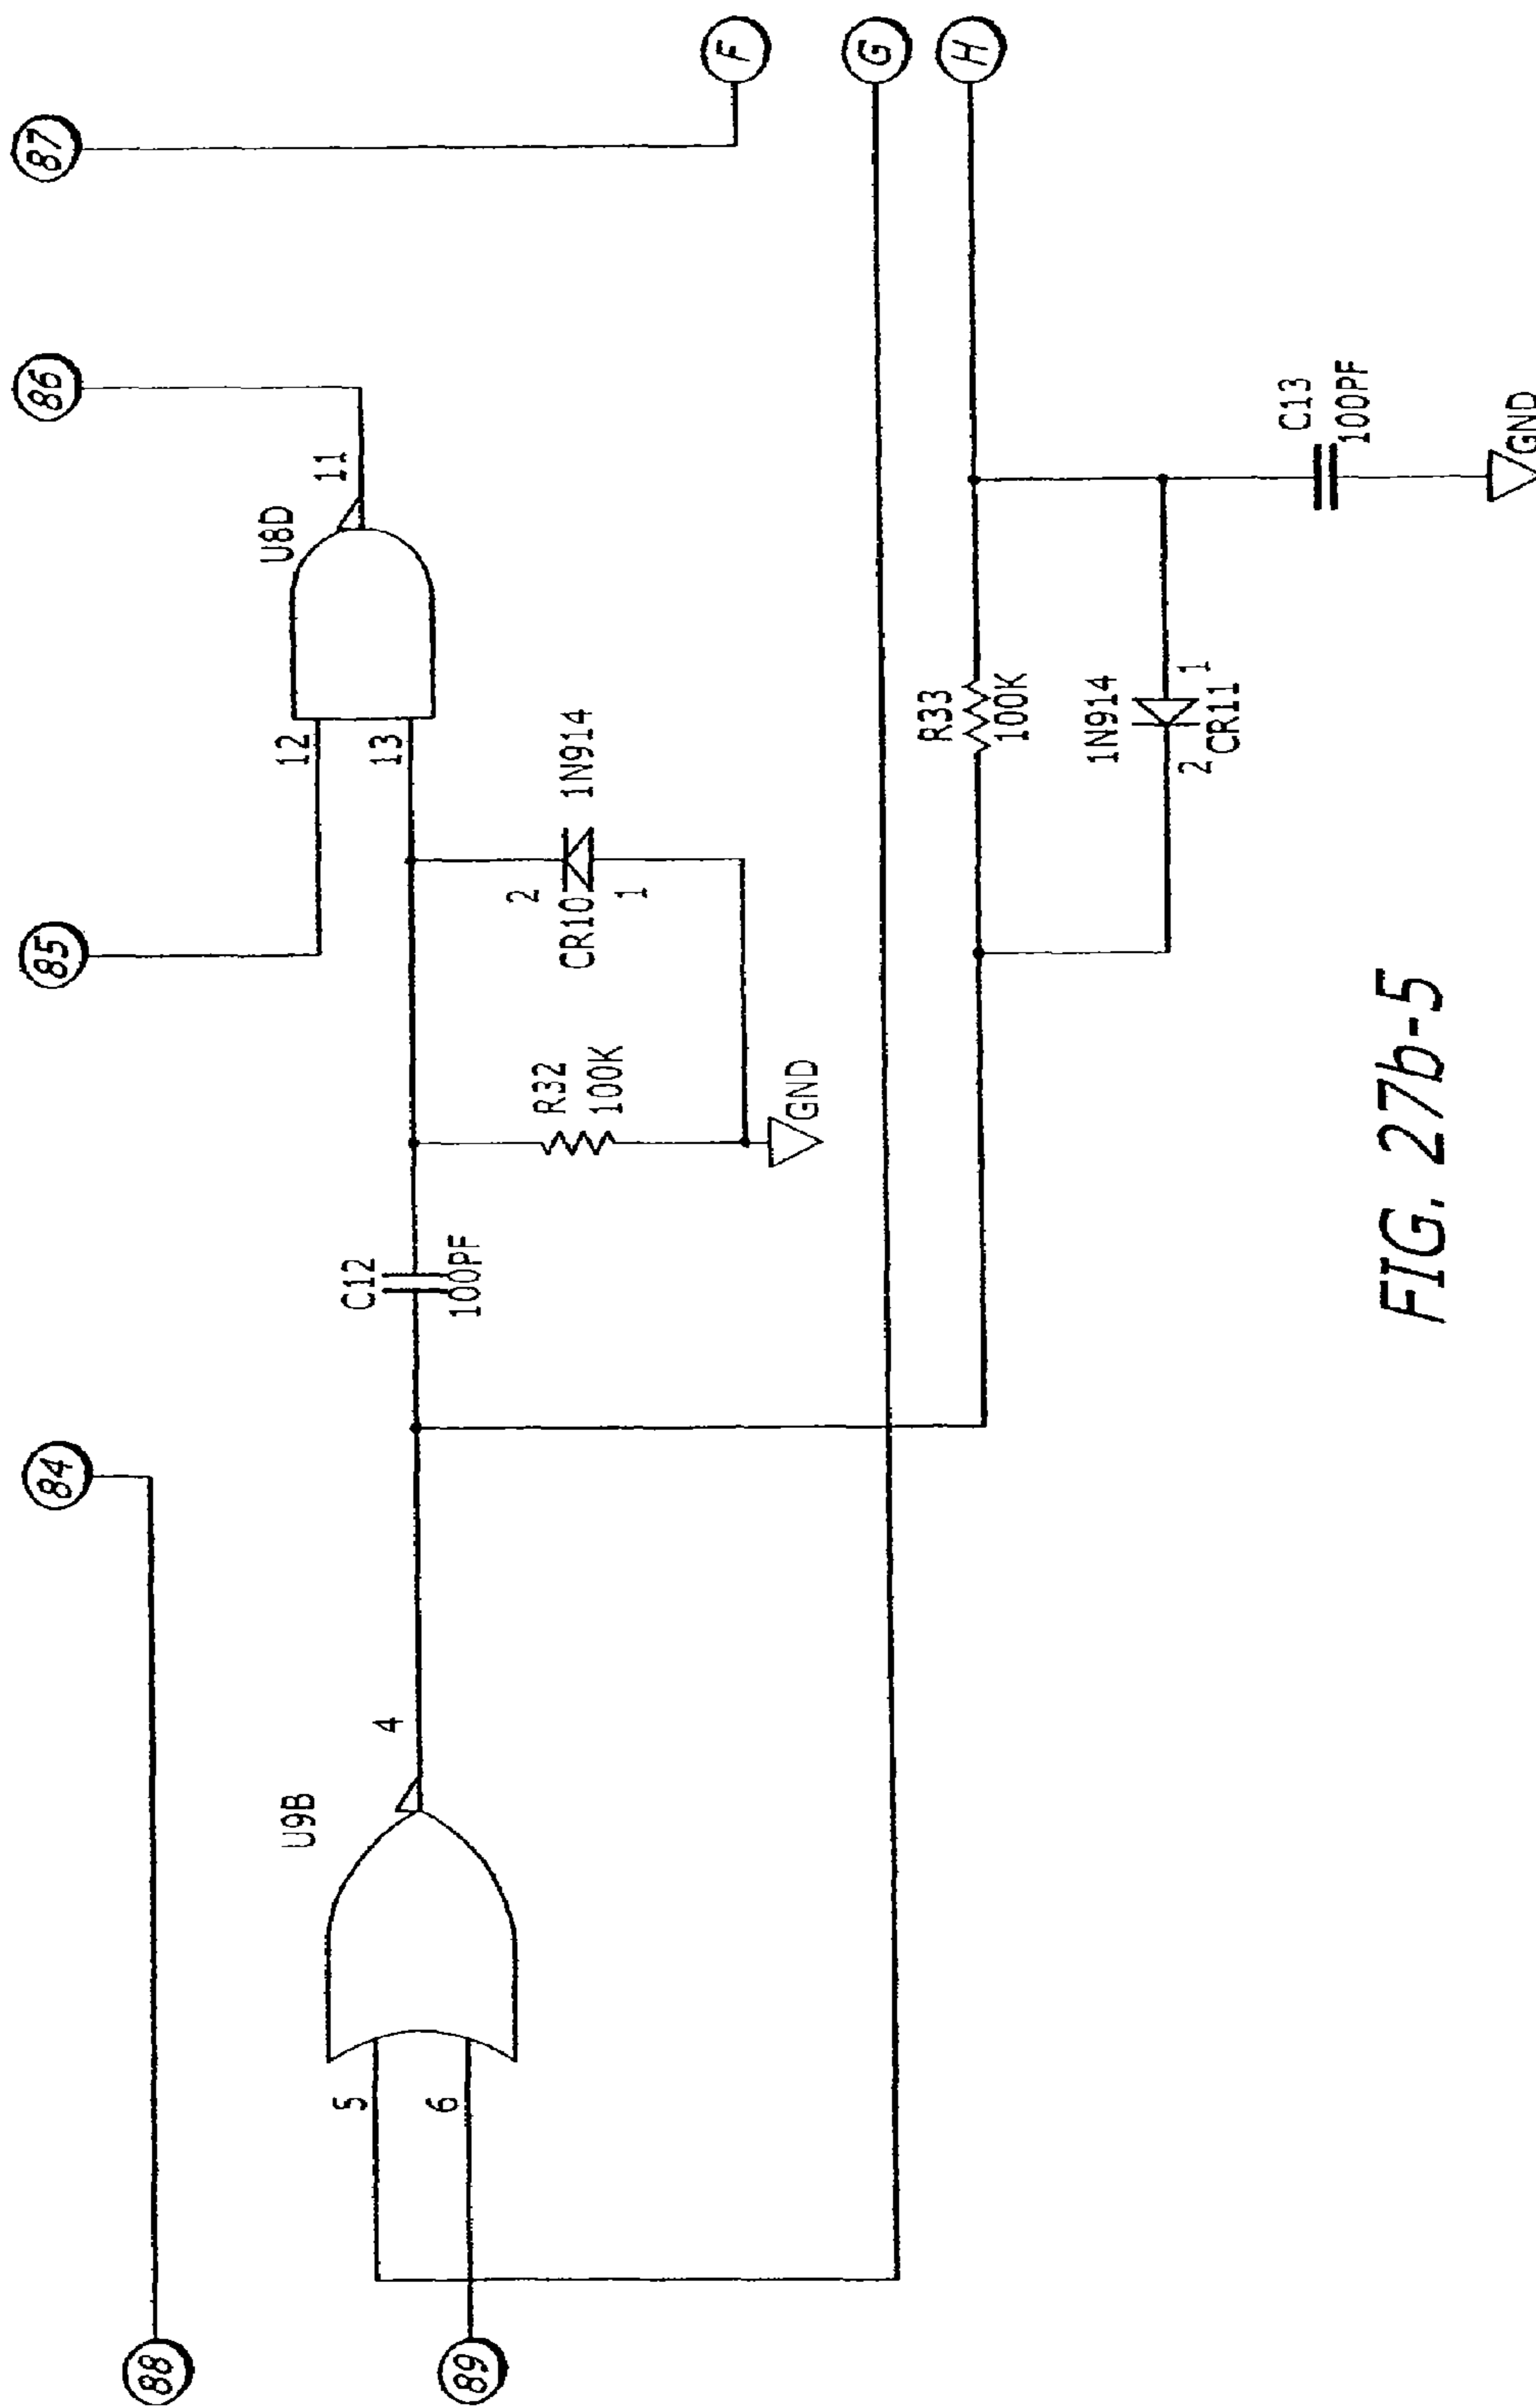 87
86
85
84
88
89
F
G
H
U8D
11
12
13
CR10
1N914
2
1
R32
100K
GND
C12
100PF
U9B
4
5
6
R33
100K
1N914
CR11
1
2
C13
100PF
GND
FIG. 27b-5